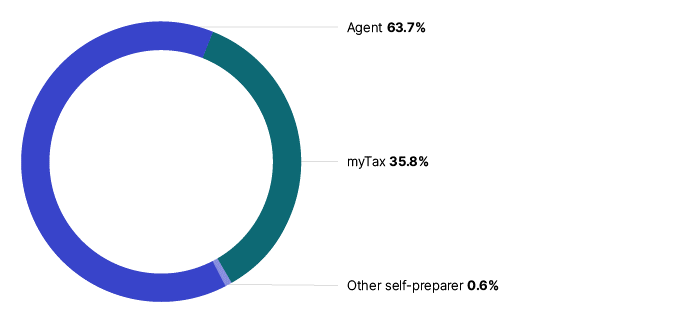 Agent 63.7%
myTax 35.8%
Other self-preparer 0.6%